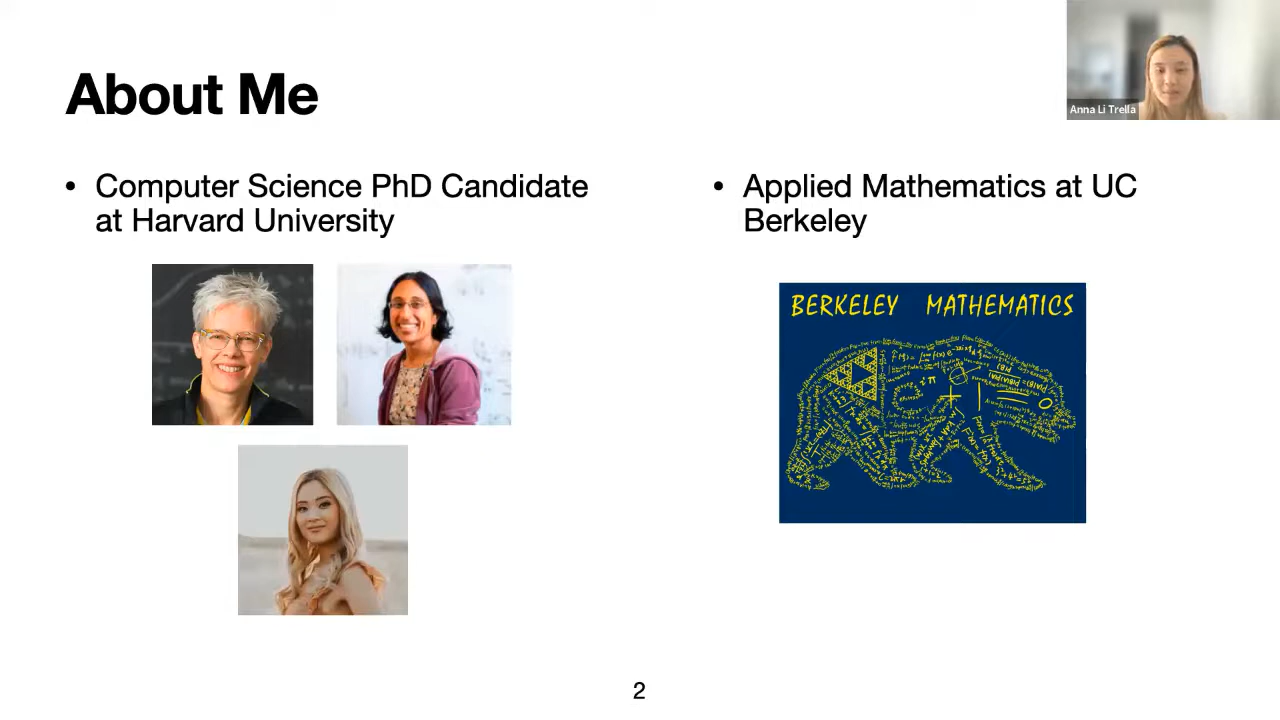 About Me
Anna Li Trella
• Computer Science PhD Candidate
at Harvard University
• Applied Mathematics at UC
Berkeley
BERKELEY MATHEMATICS
2